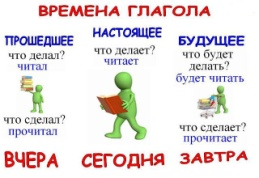 ВРЕМЕНА ГЛАГОЛА
ПРОШЕДШЕЕ
что делал?
читал
что сделал?
прочитал
ВЧЕРА
НАСТОЯЩЕЕ
что делает?
читает
СЕГОДНЯ
БУДУЩЕЕ
что будет
делать?
будет читать
что сделает?
прочитает
ЗАВТРА